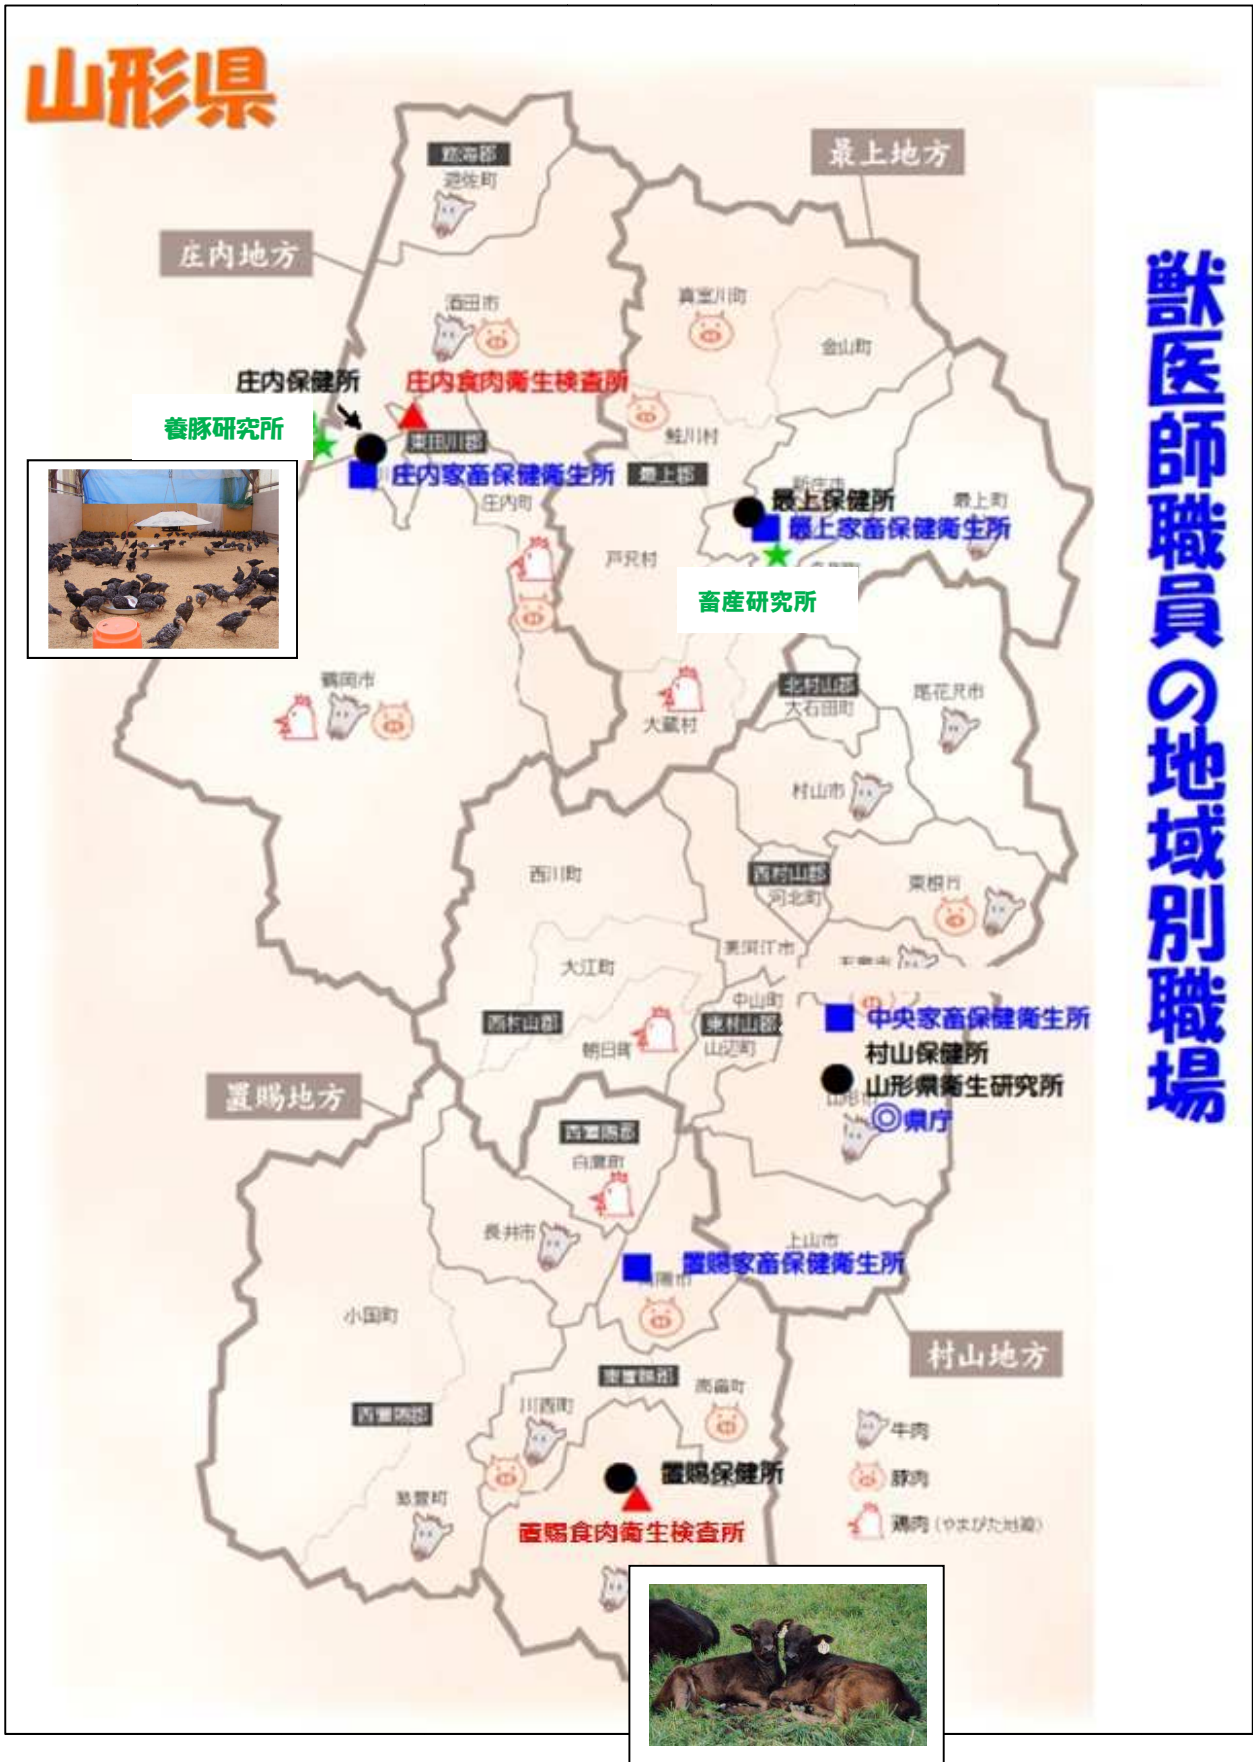 山形県
獣医師職員の地域別職場
最上地方
遊佐町
庄内地方
酒田市
真室川町
金山町
庄内保健所
庄内食肉衛生検査所
養豚研究所
鮭川村
東田川郡
庄内家畜保健衛生所
最上郡
庄内町
最上保健所
最上町
最上家畜保健衛生所
戸沢村
畜産研究所
鶴岡市
北村山郡
大石田町
尾花沢市
大蔵村
村山市
西川町
西村山郡
河北町
東根市
大江町
中山町
西村山郡
東村山郡
朝日町
山辺町
中央家畜保健衛生所
村山保健所
山形県衛生研究所
山形市
◎県庁
置賜地方
西置賜郡
白鷹町
長井市
上山市
置賜家畜保健衛生所
小国町
村山地方
東置賜郡
高畠町
川西町
西置賜郡
牛肉
置賜保健所
豚肉
置賜食肉衛生検査所
鶏肉